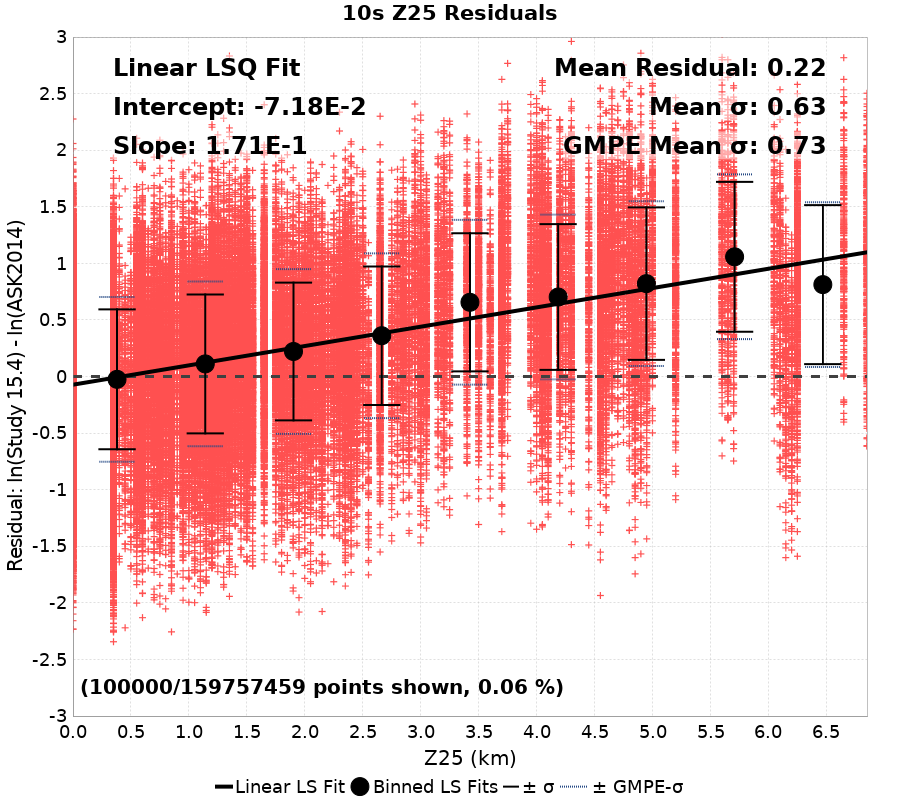 10s Z25 Residuals
Linear LSQ Fit
Intercept: -7.18E-2
Slope: 1.71E-1
Mean Residual: 0.22
Mean σ: 0.63
GMPE Mean σ: 0.73
Residual: ln(Study 15.4) - ln(ASK2014)
3
2.5
2
1.5
1
0.5
0
-0.5
-1
-1.5
-2
-2.5
-3
(100000/159757459 points shown, 0.06 %)
0.0 0.5 1.0 1.5 2.0 2.5 3.0 3.5 4.0 4.5 5.0 5.5 6.0 6.5
Z25 (km)
Linear LS Fit Binned LS Fits ± σ ± GMPE-σ